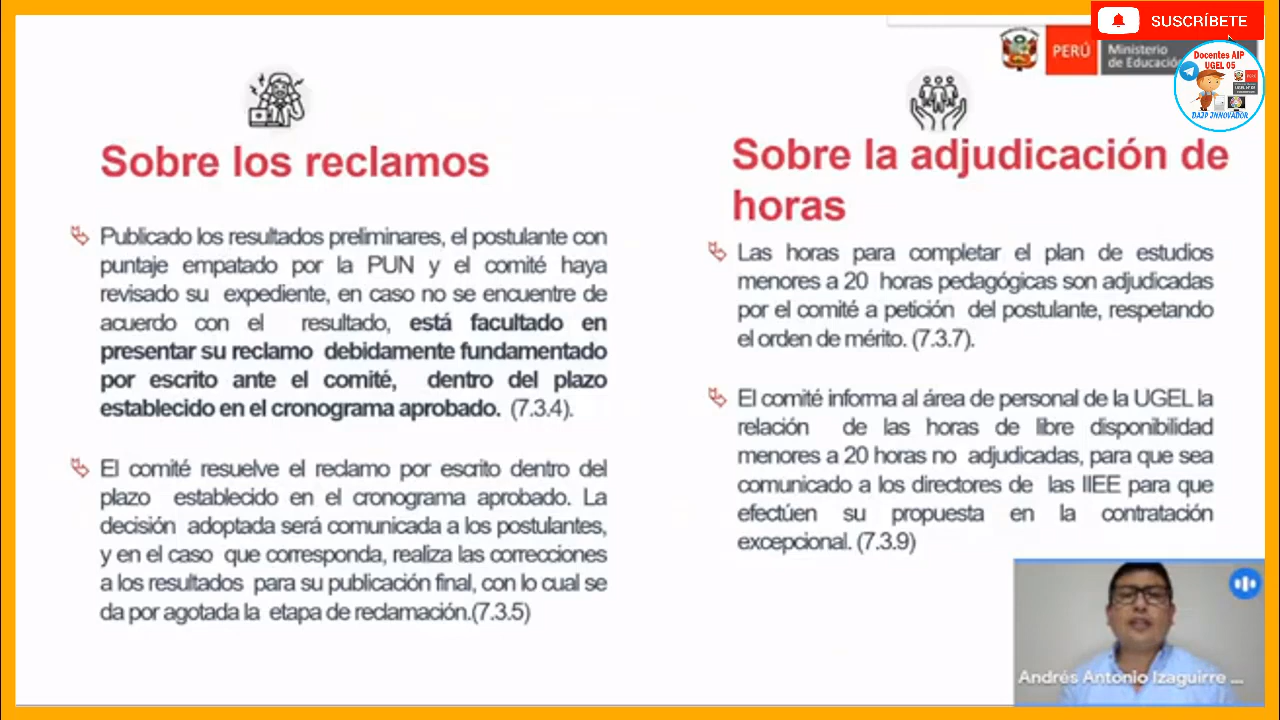 SUSCRÍBETE
PERÚ
Ministerio
de Educación
Docentes AIP
UGEL 05
DAIP INNOVADOR
Sobre los reclamos
Publicado los resultados preliminares, el postulante con
puntaje empatado por la PUN y el comité haya
revisado su expediente, en caso no se encuentre de
acuerdo con el resultado, está facultado en
presentar su reclamo debidamente fundamentado
por escrito ante el comité, dentro del plazo
establecido en el cronograma aprobado. (7.3.4).
El comité resuelve el reclamo por escrito dentro del
plazo establecido en el cronograma aprobado. La
decisión adoptada será comunicada a los postulantes,
y en el caso que corresponda, realiza las correcciones
a los resultados para su publicación final, con lo cual se
da por agotada la etapa de reclamación.(7.3.5)
Sobre la adjudicación de
horas
Las horas para completar el plan de estudios
menores a 20 horas pedagógicas son adjudicadas
por el comité a petición del postulante, respetando
el orden de mérito. (7.3.7).
El comité informa al área de personal de la UGEL la
relación de las horas de libre disponibilidad
menores a 20 horas no adjudicadas, para que sea
comunicado a los directores de las IIEE para que
efectúen su propuesta en la contratación
excepcional. (7.3.9)
Andrés Antonio Izaguirre ...